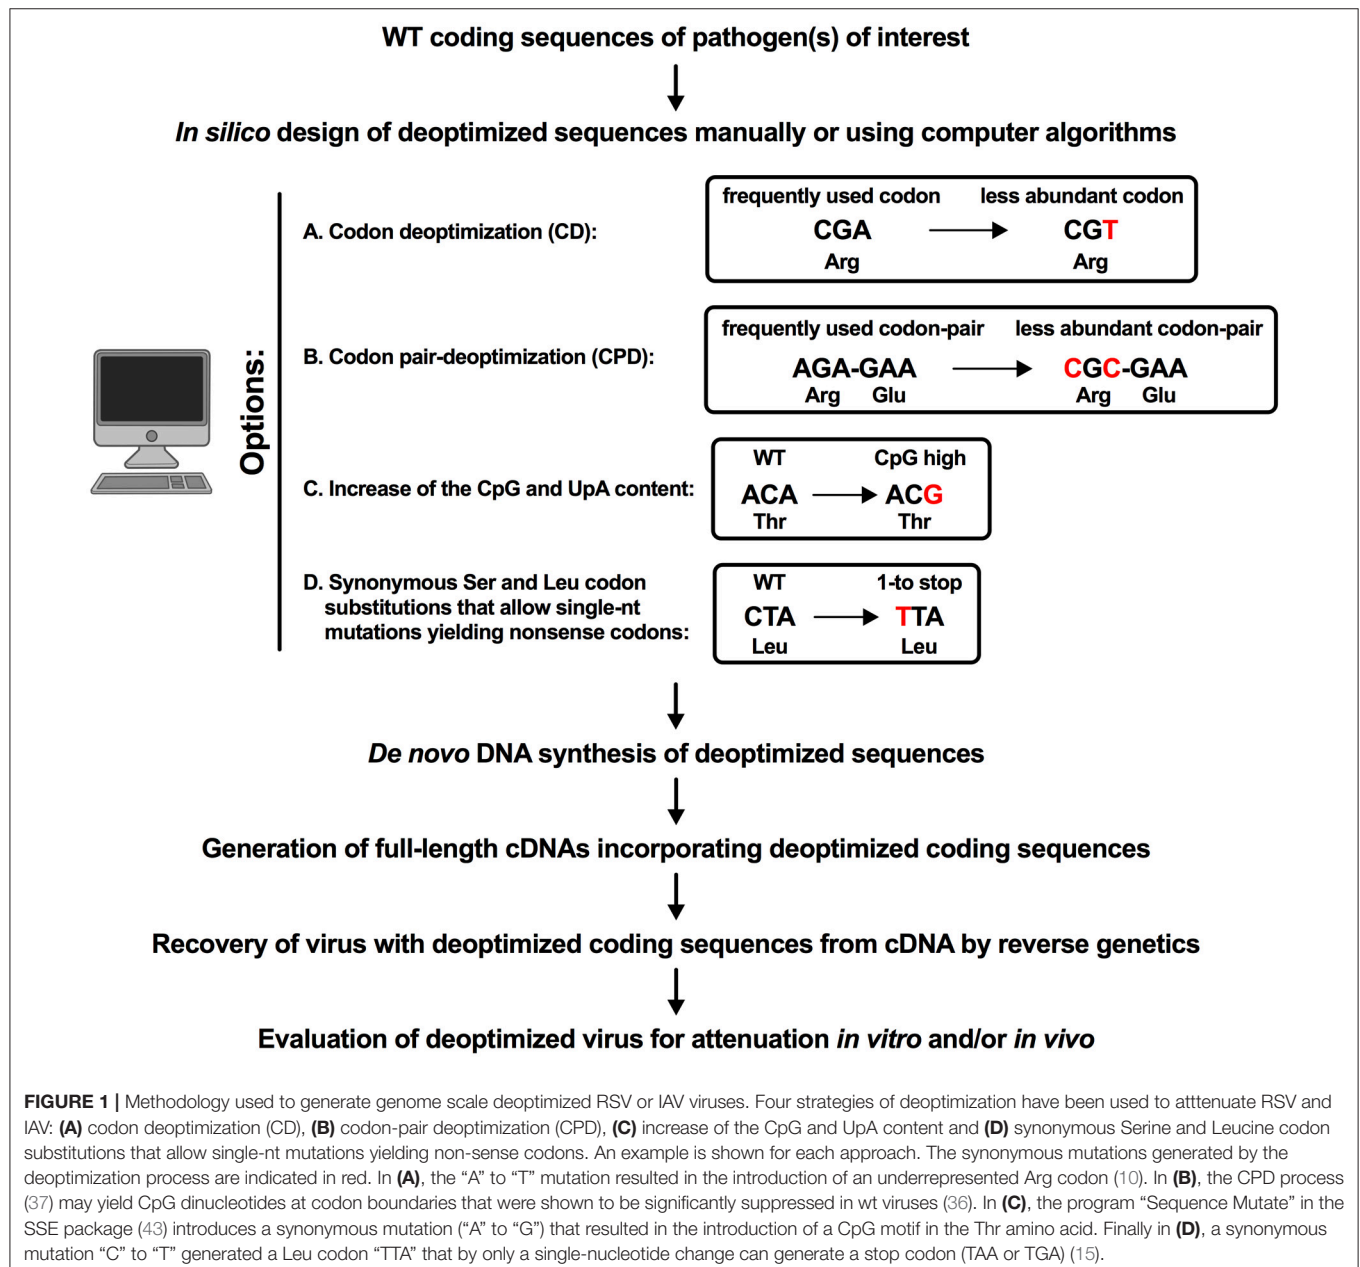 WT coding sequences of pathogen(s) of interest
In silico design of deoptimized sequences manually or using computer algorithms
Options:
A. Codon deoptimization (CD):
frequently used codon less abundant codon
CGA CGT
Arg Arg
B. Codon pair-deoptimization (CPD):
frequently used codon-pair less abundant codon-pair
AGA-GAA CGC-GAA
Arg Glu Arg Glu
C. Increase of the CpG and UpA content:
WT CpG high
ACA ACG
Thr Thr
D. Synonymous Ser and Leu codon
substitutions that allow single-nt
mutations yielding nonsense codons:
WT 1-to stop
CTA TTA
Leu Leu
De novo DNA synthesis of deoptimized sequences
Generation of full-length cDNAs incorporating deoptimized coding sequences
Recovery of virus with deoptimized coding sequences from cDNA by reverse genetics
Evaluation of deoptimized virus for attenuation in vitro and/or in vivo
FIGURE 1 | Methodology used to generate genome scale deoptimized RSV or IAV viruses. Four strategies of deoptimization have been used to atttenuate RSV and
IAV: (A) codon deoptimization (CD), (B) codon-pair deoptimization (CPD), (C) increase of the CpG and UpA content and (D) synonymous Serine and Leucine codon
substitutions that allow single-nt mutations yielding non-sense codons. An example is shown for each approach. The synonymous mutations generated by the
deoptimization process are indicated in red. In (A), the “A” to “T” mutation resulted in the introduction of an underrepresented Arg codon (10). In (B), the CPD process
(37) may yield CpG dinucleotides at codon boundaries that were shown to be significantly suppressed in wt viruses (36). In (C), the program “Sequence Mutate” in the
SSE package (43) introduces a synonymous mutation (“A” to “G”) that resulted in the introduction of a CpG motif in the Thr amino acid. Finally in (D), a synonymous
mutation “C” to “T” generated a Leu codon “TTA” that by only a single-nucleotide change can generate a stop codon (TAA or TGA) (15).